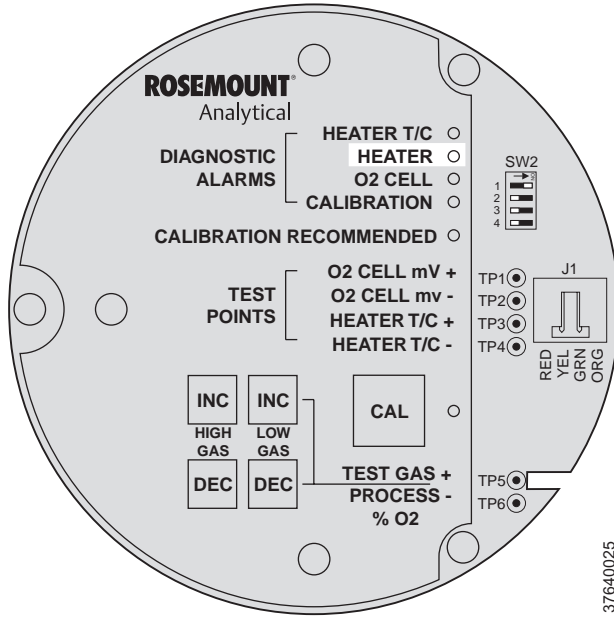 ROSEMOUNT®
Analytical
DIAGNOSTIC
ALARMS
HEATER T/C
HEATER
O2 CELL
CALIBRATION
CALIBRATION RECOMMENDED
TEST
POINTS
O2 CELL mV +
O2 CELL mv -
HEATER T/C +
HEATER T/C -
SW2
1
2
3
4
TP1
TP2
TP3
TP4
J1
RED
YEL
GRN
ORG
INC
INC
HIGH
GAS
LOW
GAS
DEC
DEC
CAL
TEST GAS +
PROCESS -
% O2
TP5
TP6
37640025